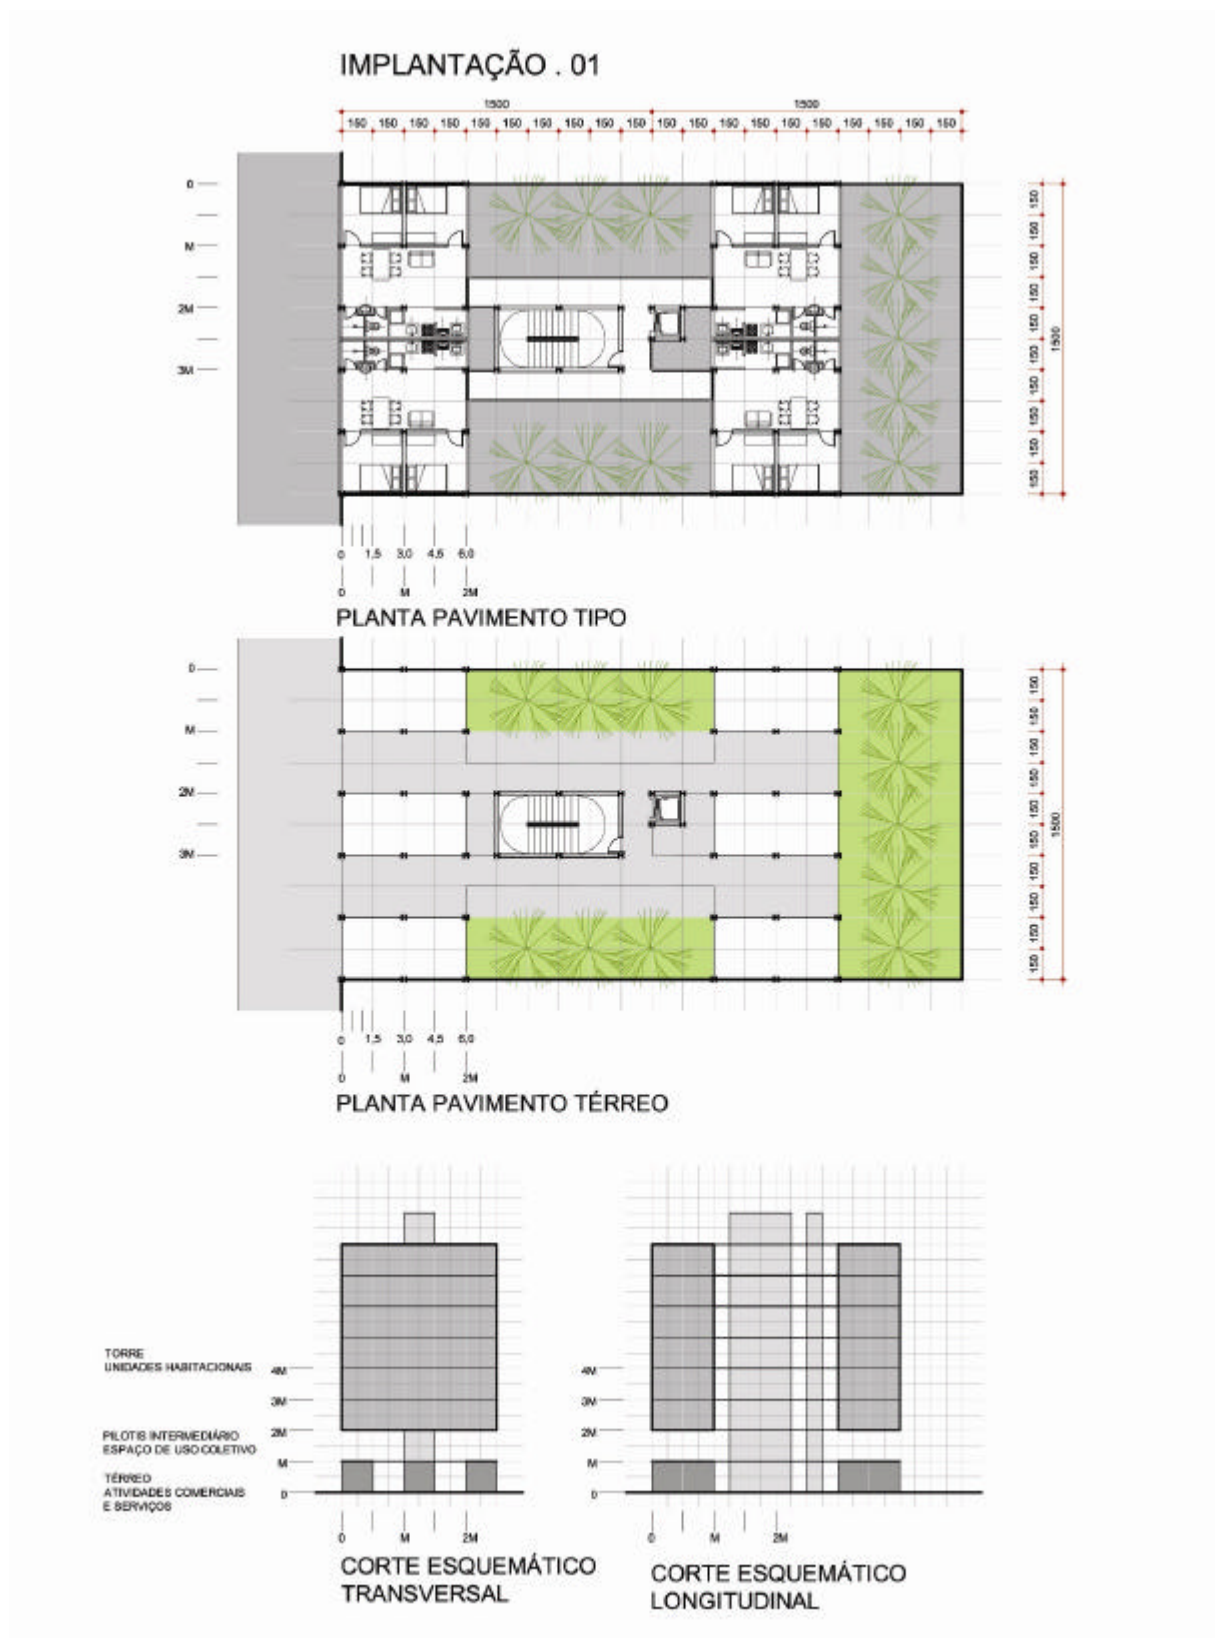 IMPLANTAÇÃO . 01
1500 1500
150 150 150 150 150 150 150 150 150 150 150 150 150 150 150 150 150 150 150 150
0
M
2M
3M
150 150 150 150 150 150 150 150 150 150
1500
0 1,5 3,0 4,5 6,0
0 M 2M
PLANTA PAVIMENTO TIPO
0
M
2M
3M
150 150 150 150 150 150 150 150 150 150
1500
0 1,5 3,0 4,5 6,0
0 M 2M
PLANTA PAVIMENTO TÉRREO
TORRE
UNIDADES HABITACIONAIS
PILOTIS INTERMEDIÁRIO
ESPAÇO DE USO COLETIVO
TÉRREO
ATIVIDADES COMERCIAIS
E SERVIÇOS
4M
3M
2M
M
0
0 M 2M
CORTE ESQUEMÁTICO
TRANSVERSAL
4M
3M
2M
M
0
0 M 2M
CORTE ESQUEMÁTICO
LONGITUDINAL